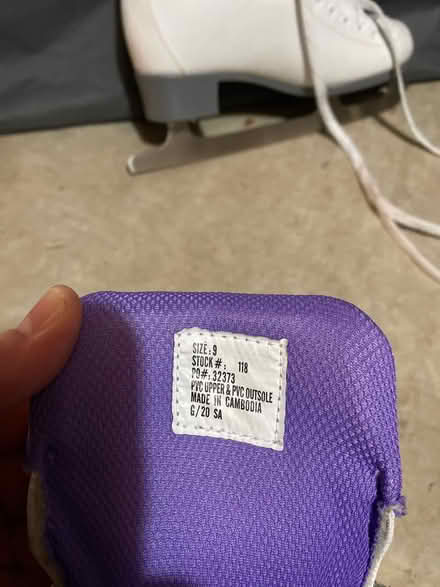 SIZE: 9
STOCK #: 118
PO#: 32373
PVC UPPER & PVC OUTSOLE
MADE IN CAMBODIA
G/20 SA